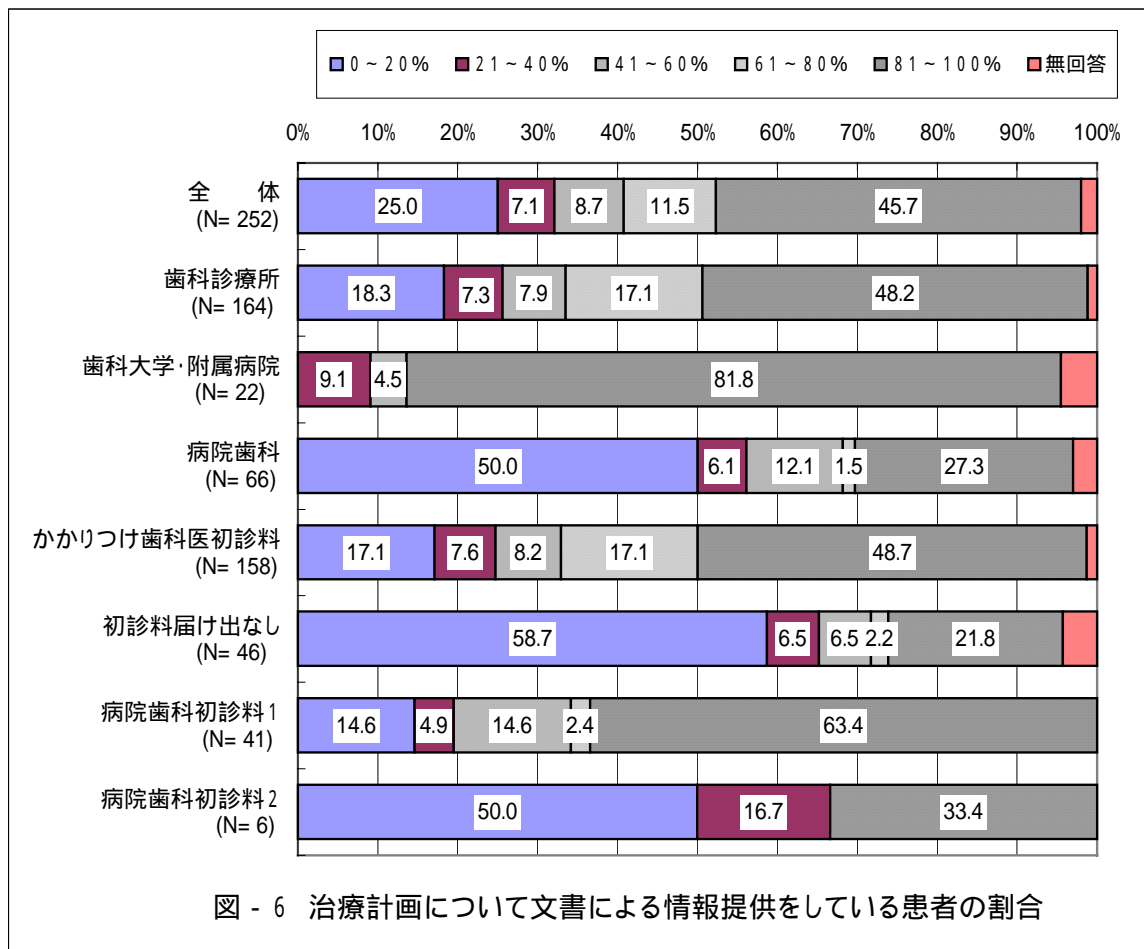 0～20% 21～40% 41～60% 61～80% 81～100% 無回答
0% 10% 20% 30% 40% 50% 60% 70% 80% 90% 100%
全 体
(N= 252)
25.0 7.1 8.7 11.5 45.7
歯科診療所
(N= 164)
18.3 7.3 7.9 17.1 48.2
歯科大学･附属病院
(N= 22)
9.1 4.5 81.8
病院歯科
(N= 66)
50.0 6.1 12.1 1.5 27.3
かかりつけ歯科医初診料
(N= 158)
17.1 7.6 8.2 17.1 48.7
初診料届け出なし
(N= 46)
58.7 6.5 6.5 2.2 21.8
病院歯科初診料1
(N= 41)
14.6 4.9 14.6 2.4 63.4
病院歯科初診料2
(N= 6)
50.0 16.7 33.4
図 - 6 治療計画について文書による情報提供をしている患者の割合